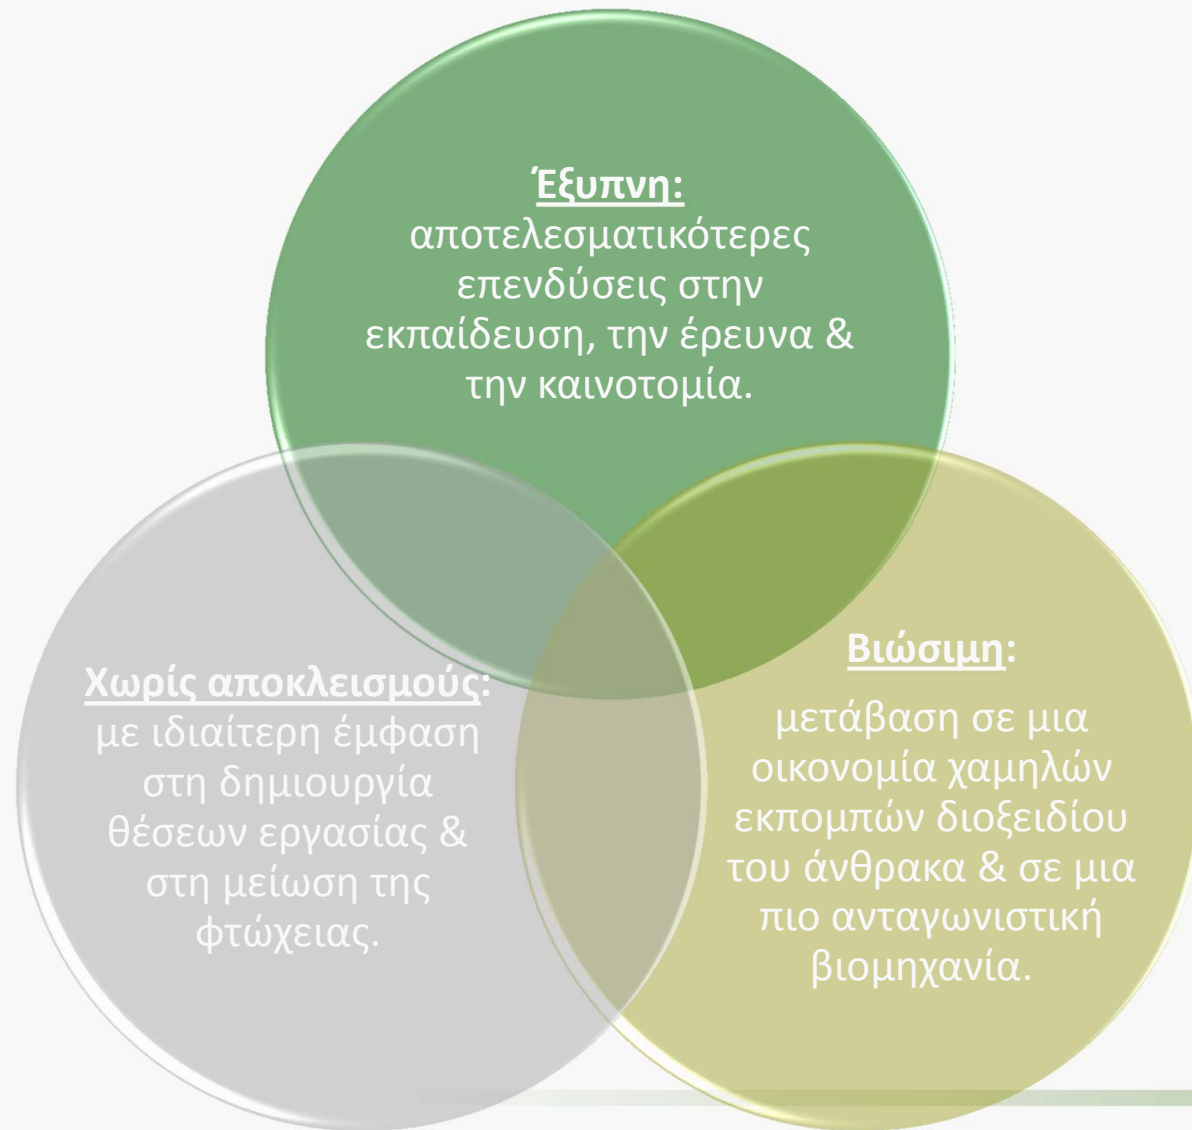 Έξυπνη:
αποτελεσματικότερες
επενδύσεις στην
εκπαίδευση, την έρευνα &
την καινοτομία.
Χωρίς αποκλεισμούς:
με ιδιαίτερη έμφαση
στη δημιουργία
θέσεων εργασίας &
στη μείωση της
φτώχειας.
Βιώσιμη:
μετάβαση σε μια
οικονομία χαμηλών
εκπομπών διοξειδίου
του άνθρακα & σε μια
πιο ανταγωνιστική
βιομηχανία.